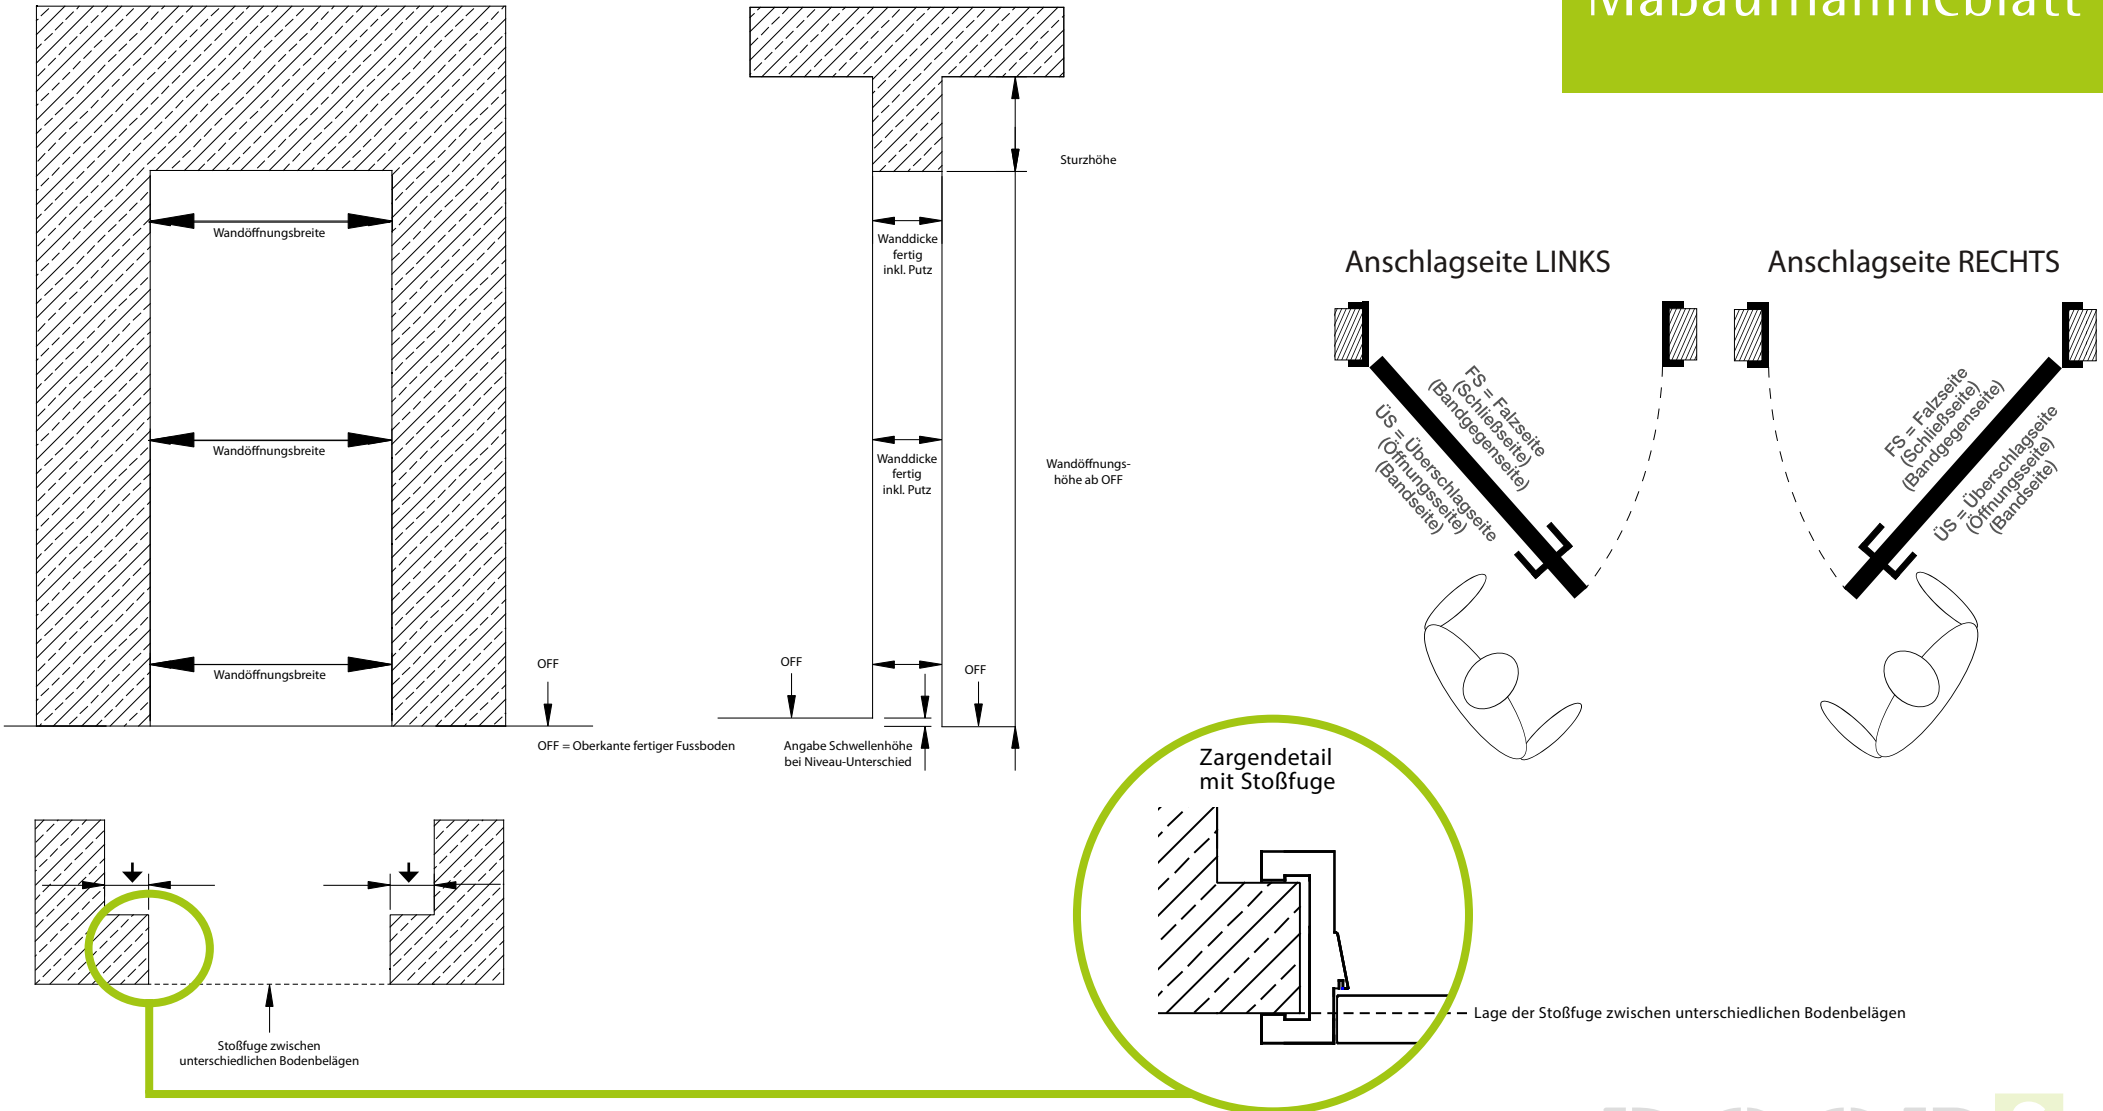 Maßaufnahmeblatt
Sturzhöhe
Wandöffnungsbreite
Wanddicke
fertig
inkl. Putz
Anschlagseite LINKS
Anschlagseite RECHTS
FS = Falzseite
(Schließseite)
(Bandgegenseite)
ÜS = Überschlagseite
(Öffnungsseite)
(Bandseite)
FS = Falzseite
(Schließseite)
(Bandgegenseite)
ÜS = Überschlagseite
(Öffnungsseite)
(Bandseite)
Wandöffnungsbreite
Wanddicke
fertig
inkl. Putz
Wandöffnungs-
höhe ab OFF
Wandöffnungsbreite
OFF
OFF
OFF
OFF = Oberkante fertiger Fussboden
Angabe Schwellenhöhe
bei Niveau-Unterschied
Zargendetail
mit Stoßfuge
Lage der Stoßfuge zwischen unterschiedlichen Bodenbelägen
Stoßfuge zwischen
unterschiedlichen Bodenbelägen